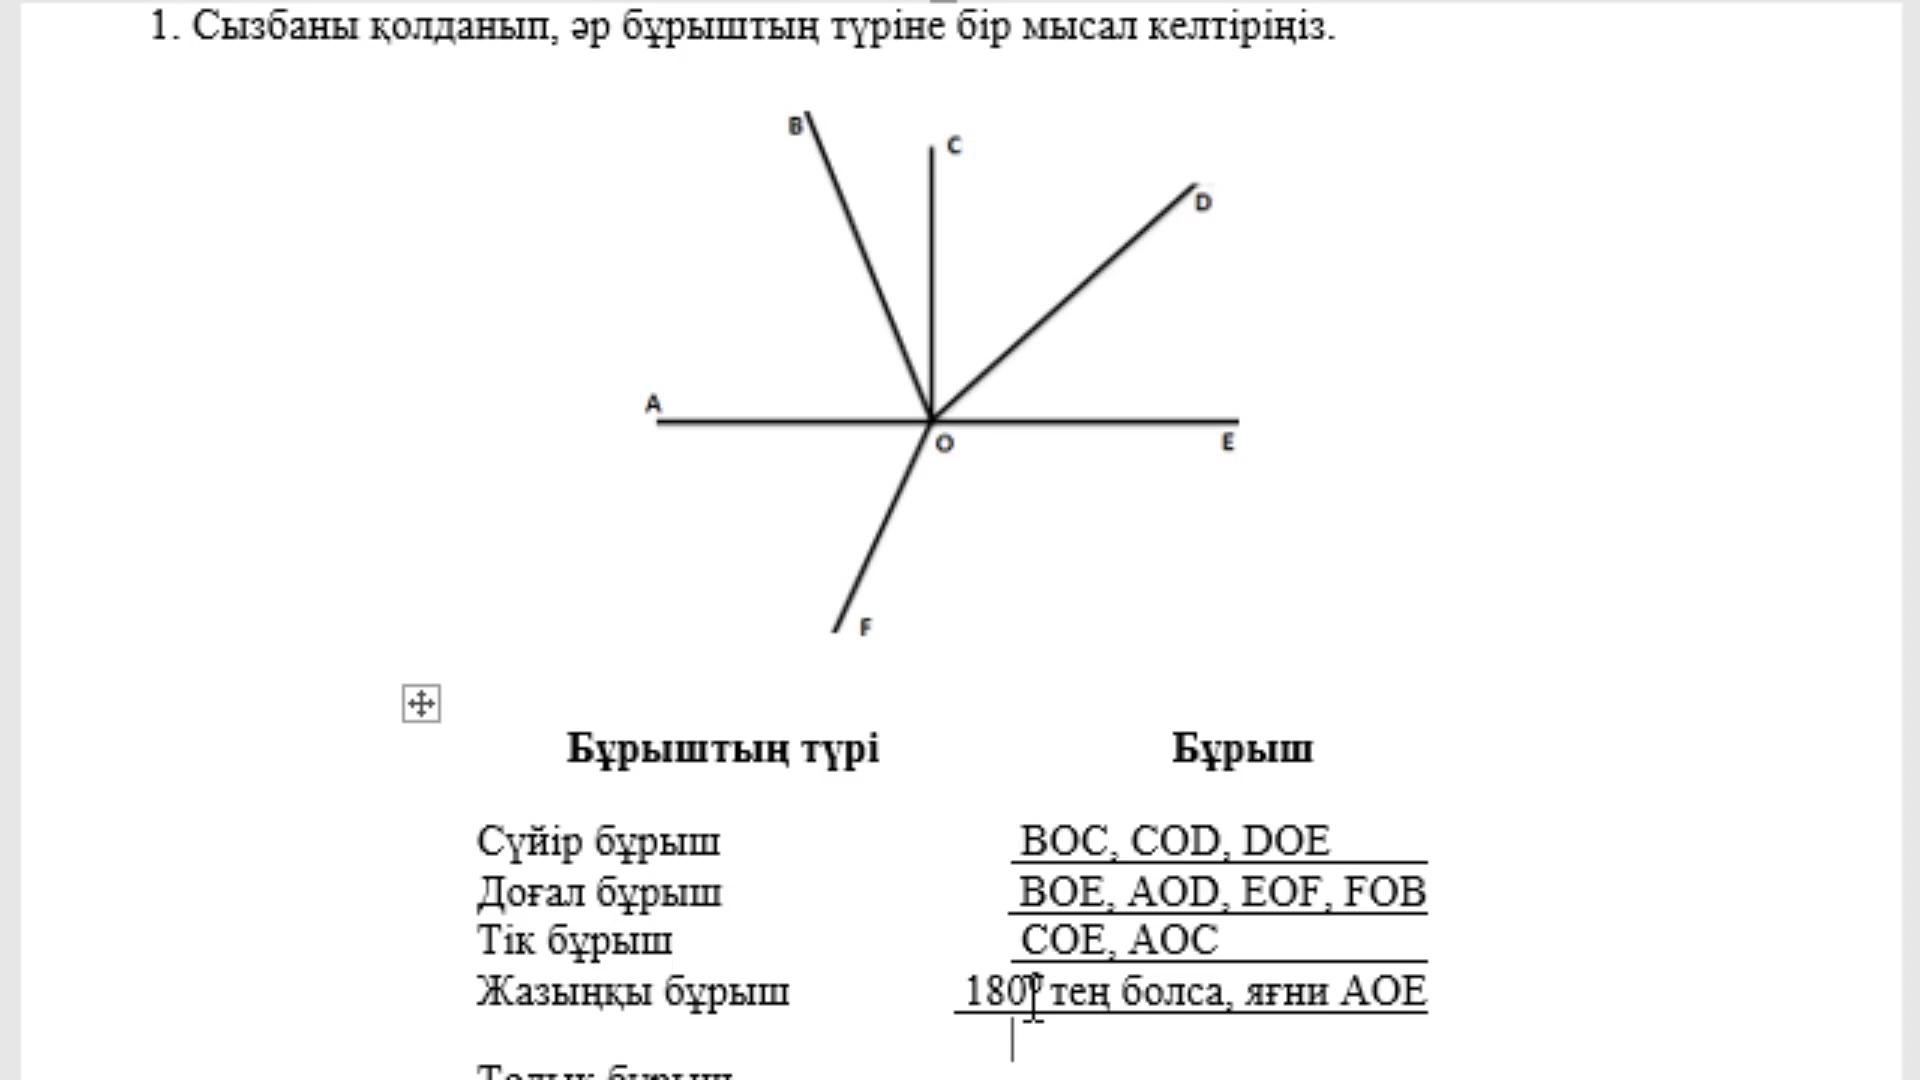 1. Сызбаны қолданып, әр бұрыштың түріне бір мысал келтіріңіз.
B
C
D
A
O
E
F
Бұрыштың түрі Бұрыш
Сүйір бұрыш BOC, COD, DOE
Доғал бұрыш BOE, AOD, EOF, FOB
Тік бұрыш COE, AOC
Жазыңқы бұрыш 180⁰ тең болса, яғни AOE